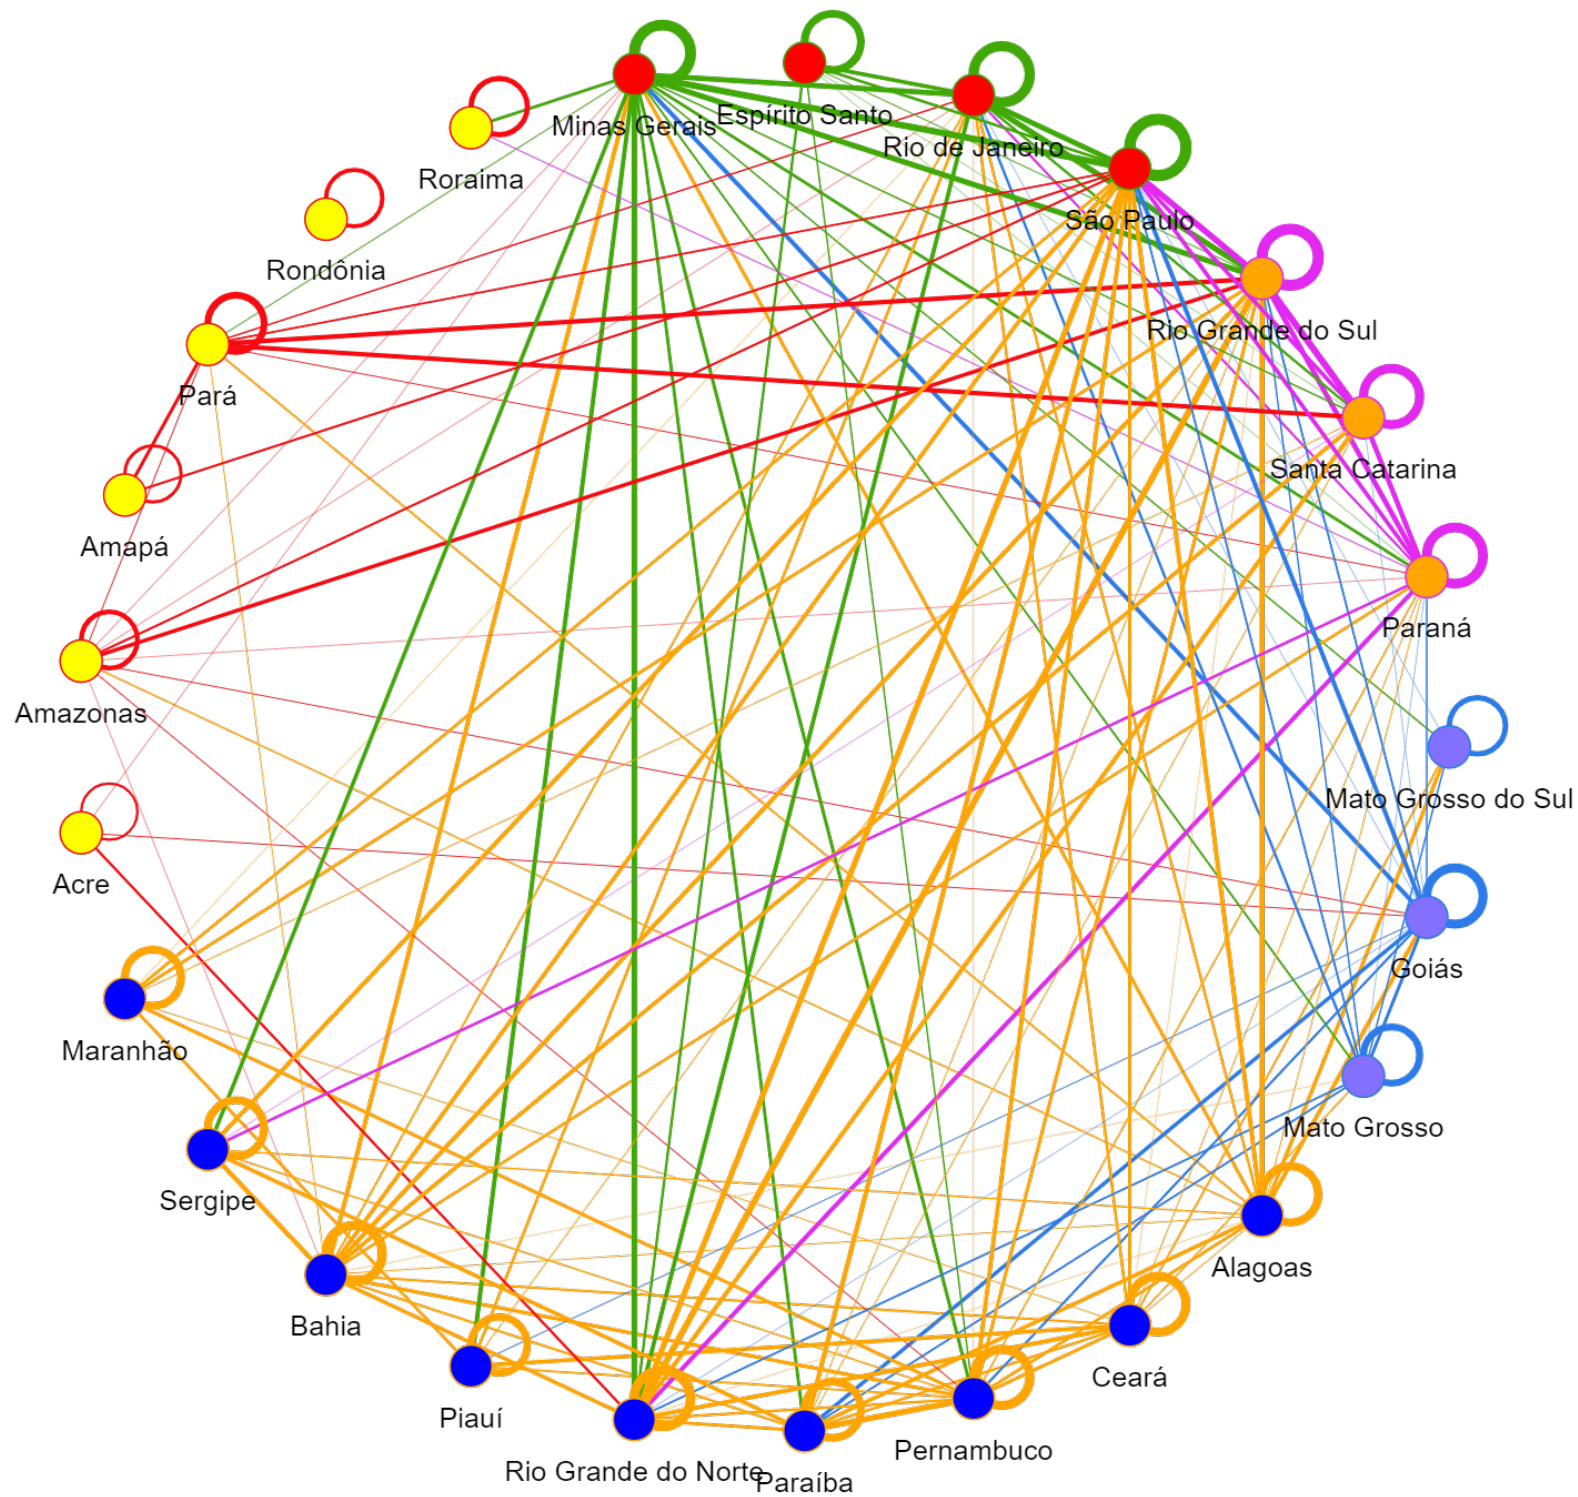 Minas Gerais
Espírito Santo
Rio de Janeiro
Roraima
São Paulo
Rondônia
Rio Grande do Sul
Pará
Santa Catarina
Amapá
Paraná
Amazonas
Mato Grosso do Sul
Acre
Goiás
Maranhão
Mato Grosso
Sergipe
Alagoas
Bahia
Ceará
Piauí
Pernambuco
Rio Grande do Norte
Paraíba